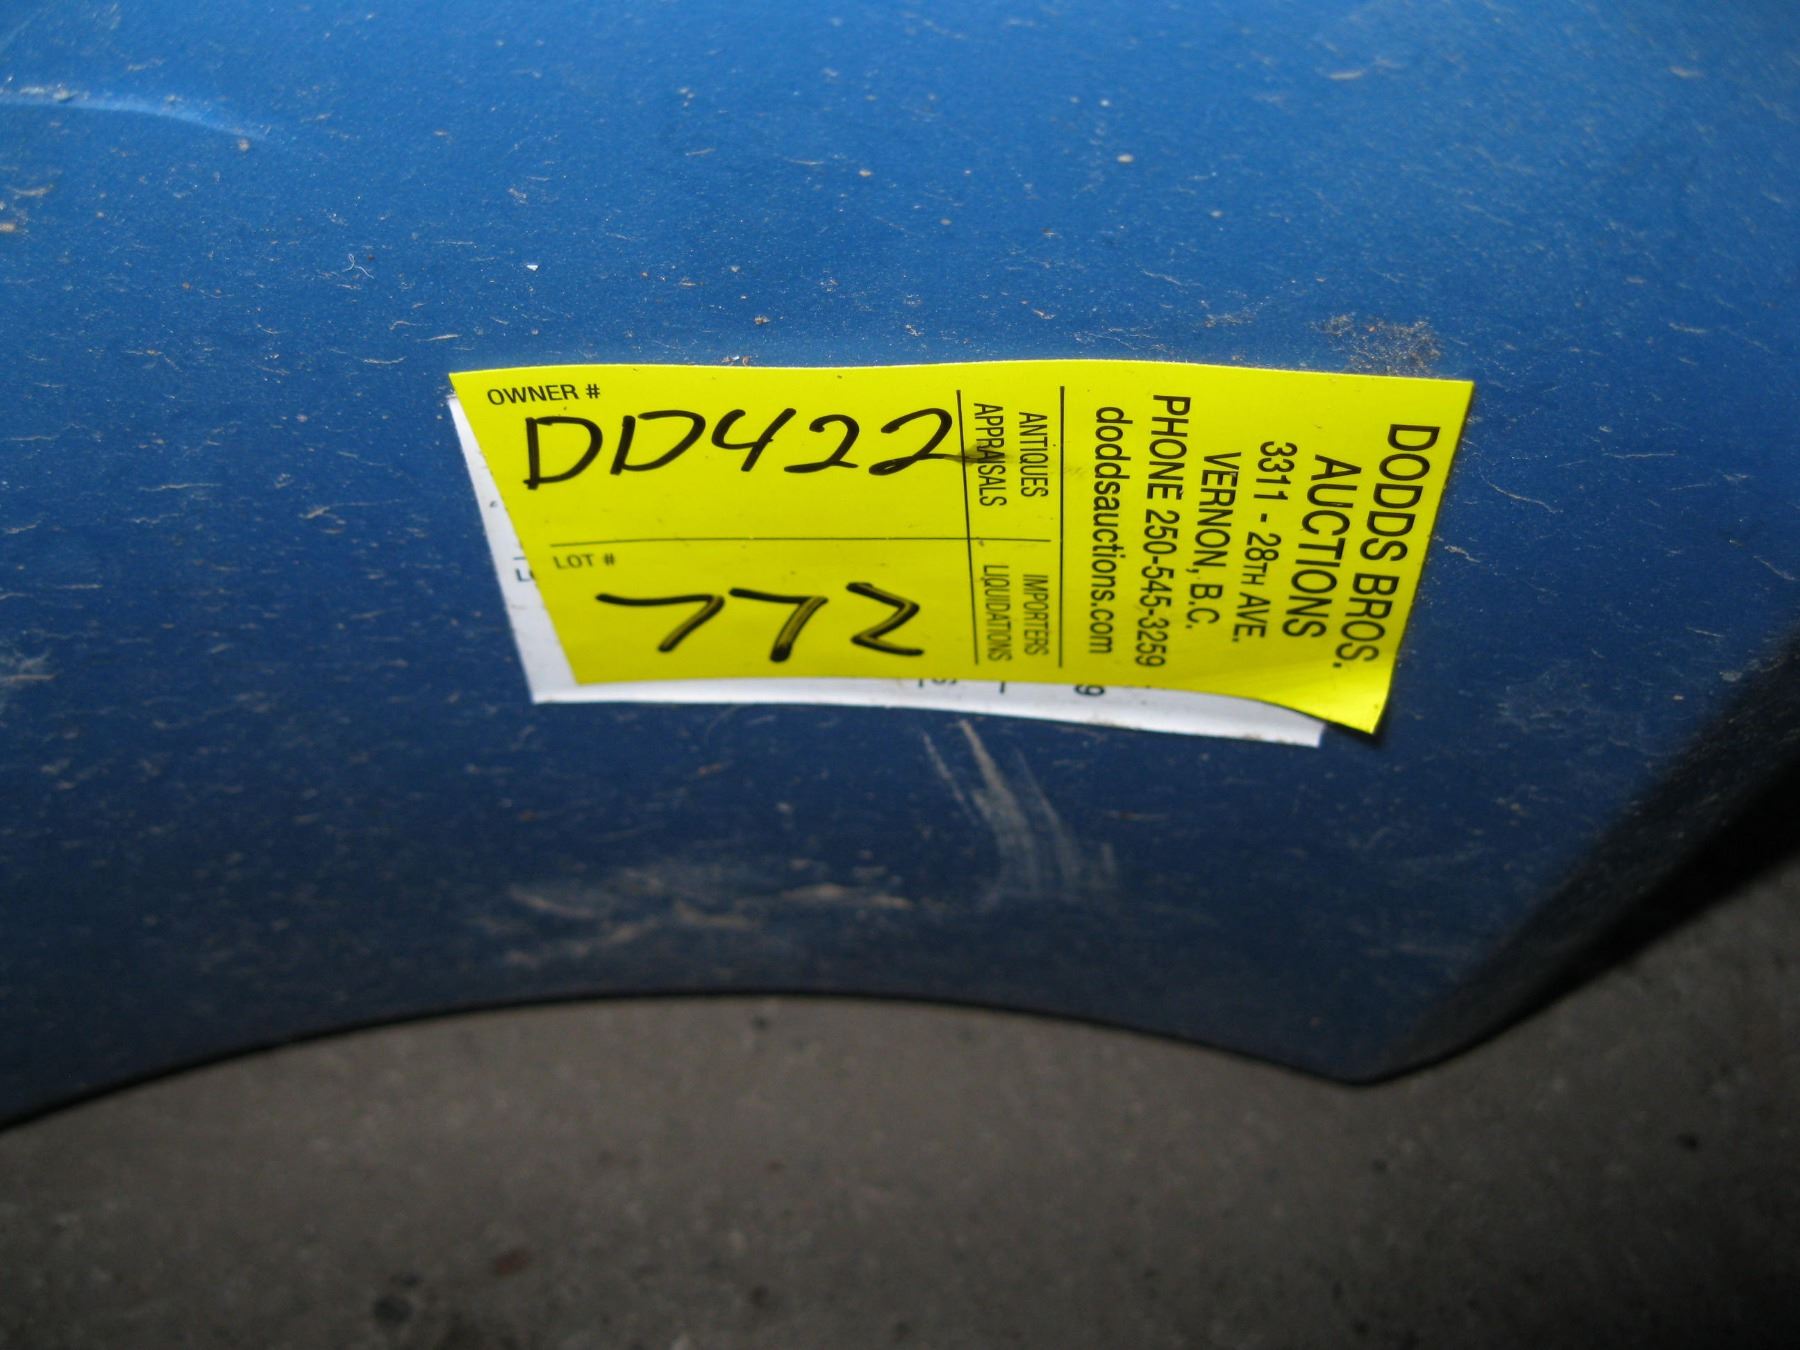 OWNER #
DD422
LOT #
772
ANTIQUES
APPRAISALS
IMPORTERS
LIQUIDATIONS
DODDS BROS.
AUCTIONS
3311 - 28TH AVE.
VERNON, B.C.
PHONE 250-545-3259
doddsauctions.com